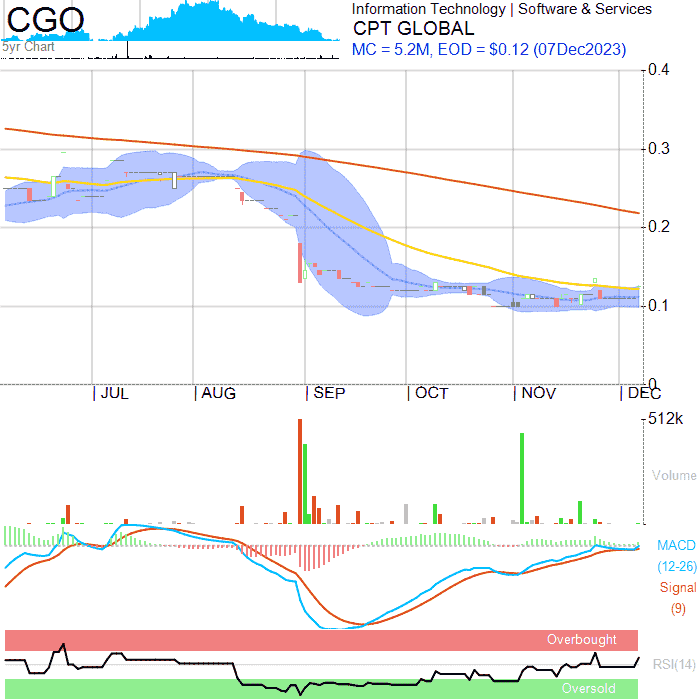 CGO
5yr Chart
Information Technology | Software & Services
CPT GLOBAL
MC = 5.2M, EOD = $0.12 (07Dec2023)
0.4
0.3
0.2
0.1
0
JUL AUG SEP OCT NOV DEC
512k
Volume
MACD
(12-26)
Signal
(9)
Overbought
RSI(14)
Oversold